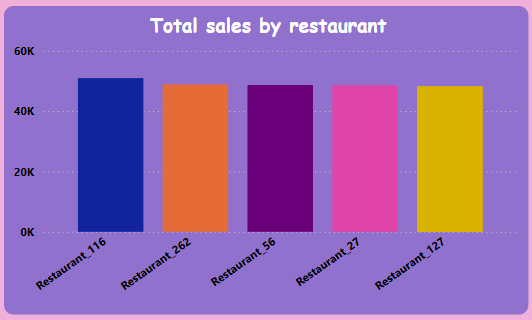 Total sales by restaurant
60K
40K
20K
0K
Restaurant_116
Restaurant_262
Restaurant_56
Restaurant_27
Restaurant_127